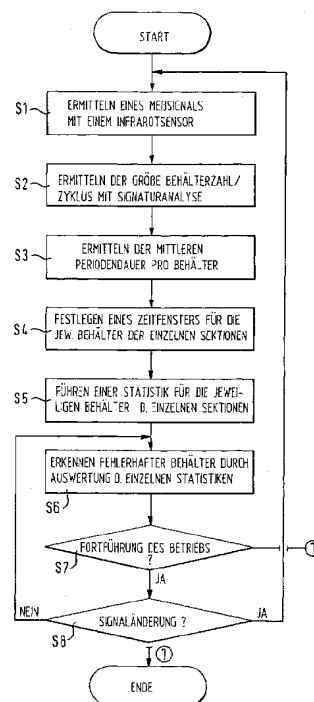 START
S1
ERMITTELN EINES MEßSIGNALS
MIT EINEM INFRAROTSENSOR
S2
ERMITTELN DER GRÖßE BEHÄLTERZAHL/
ZYKLUS MIT SIGNATURANALYSE
S3
ERMITTELN DER MITTLEREN
PERIODENDAUER PRO BEHÄLTER
S4
FESTLEGEN EINES ZEITFENSTERS FÜR DIE
JEW. BEHÄLTER DER EINZELNEN SEKTIONEN
S5
FÜHREN EINER STATISTIK FÜR DIE JEWEI-
LIGEN BEHÄLTER D. EINZELNEN SEKTIONEN
ERKENNEN FEHLERHAFTER BEHÄLTER DURCH
AUSWERTUNG D. EINZELNEN STATISTIKEN
S6
FORTFÜHRUNG DES BETRIEBS
?
S7
1
JA
NEIN
SIGNALÄNDERUNG ?
JA
S8
1
ENDE